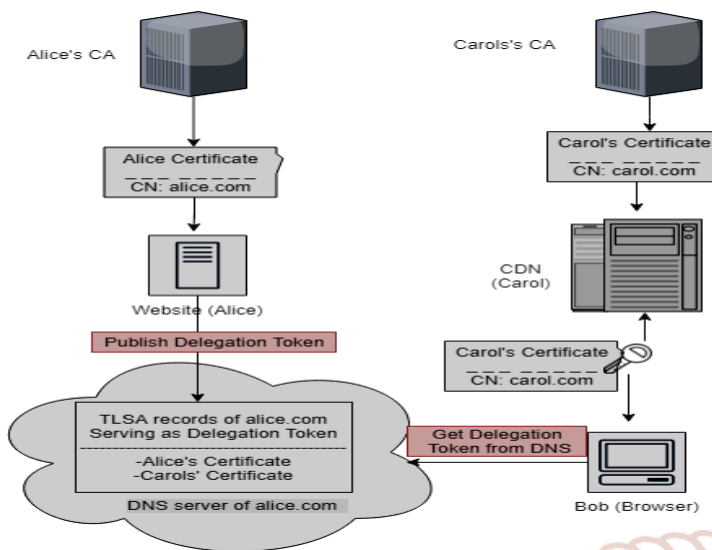 Alice's CA
Carols's CA
Alice Certificate
CN: alice.com
Carol's Certificate
CN: carol.com
Website (Alice)
CDN
(Carol)
Publish Delegation Token
Carol's Certificate
CN: carol.com
TLSA records of alice.com
Serving as Delegation Token
-Alice's Certificate
-Carols' Certificate
DNS server of alice.com
Get Delegation
Token from DNS
Bob (Browser)